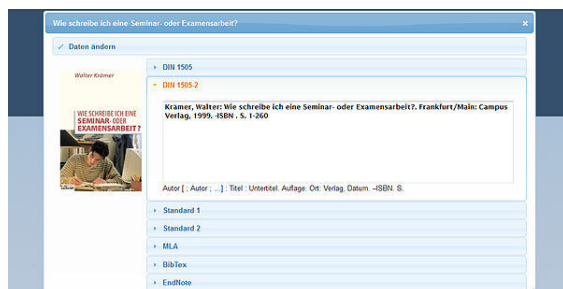 Wie schreibe ich eine Seminar- oder Examensarbeit?
Daten ändern
Walter Krämer
WIE SCHREIBE ICH EINE
SEMINAR- ODER
EXAMENSARBEIT?
DIN 1505
DIN 1505-2
Krämer, Walter: Wie schreibe ich eine Seminar- oder Examensarbeit?. Frankfurt/Main: Campus
Verlag, 1999. -ISBN . S. 1-260
Autor [ ; Autor ; ...] : Titel : Untertitel. Auflage. Ort: Verlag, Datum. –ISBN. S.
Standard 1
Standard 2
MLA
BibTex
EndNote